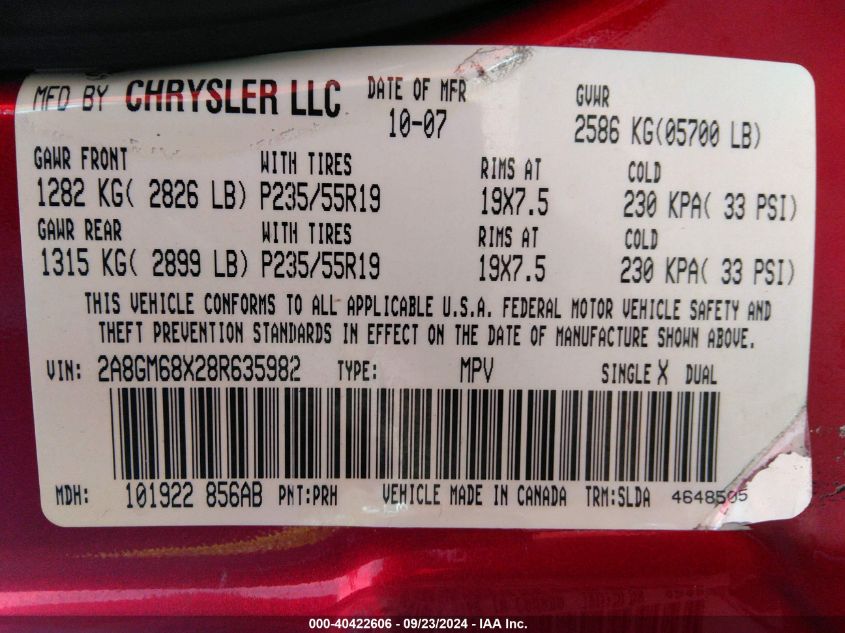 MFD BY CHRYSLER LLC DATE OF MFR GVWR
10-07 2586 KG(05700 LB)
GAWR FRONT WITH TIRES RIMS AT COLD
1282 KG( 2826 LB) P235/55R19 19X7.5 230 KPA( 33 PSI)
GAWR REAR WITH TIRES RIMS AT COLD
1315 KG( 2899 LB) P235/55R19 19X7.5 230 KPA( 33 PSI)
THIS VEHICLE CONFORMS TO ALL APPLICABLE U.S.A. FEDERAL MOTOR VEHICLE SAFETY AND
THEFT PREVENTION STANDARDS IN EFFECT ON THE DATE OF MANUFACTURE SHOWN ABOVE.
VIN: 2A8GM68X28R635982 TYPE: MPV SINGLE X DUAL
MDH: 101922 856AB PNT:PRH VEHICLE MADE IN CANADA TRM:SLDA 4648505
000-40422606 - 09/23/2024 - IAA Inc.